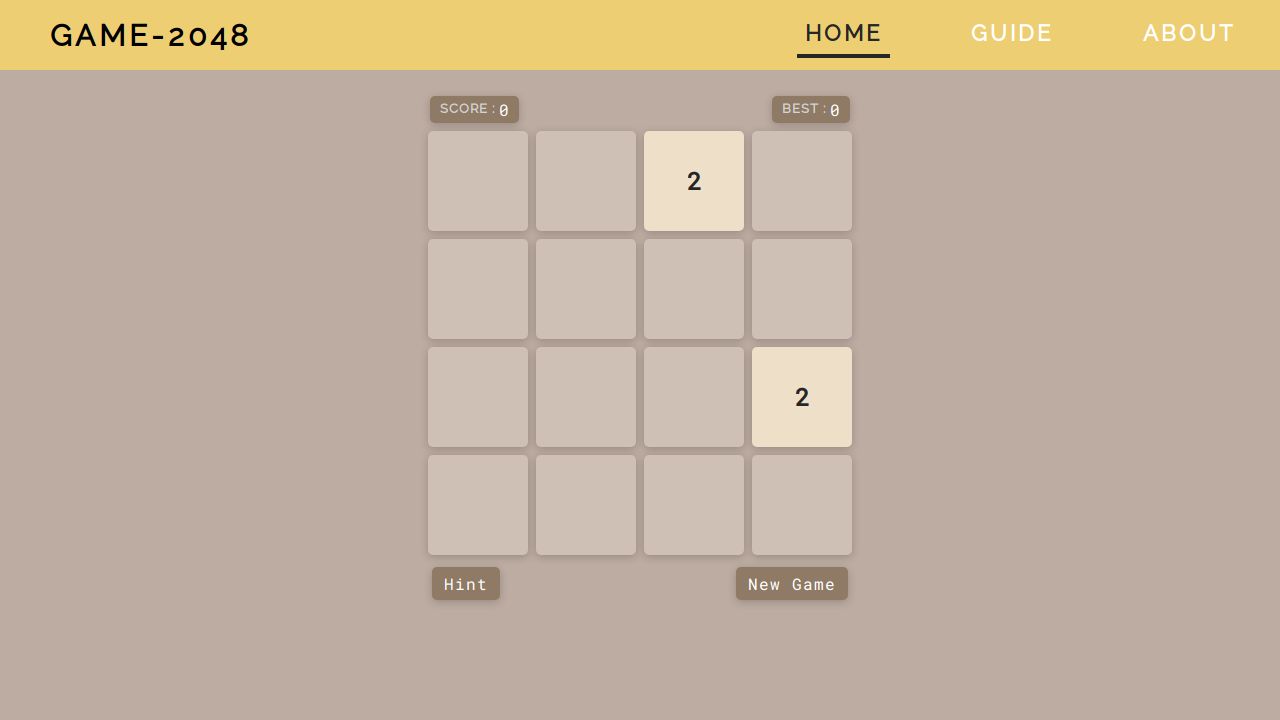 GAME-2048
HOME GUIDE ABOUT
SCORE : 0
BEST : 0
2
2
Hint
New Game